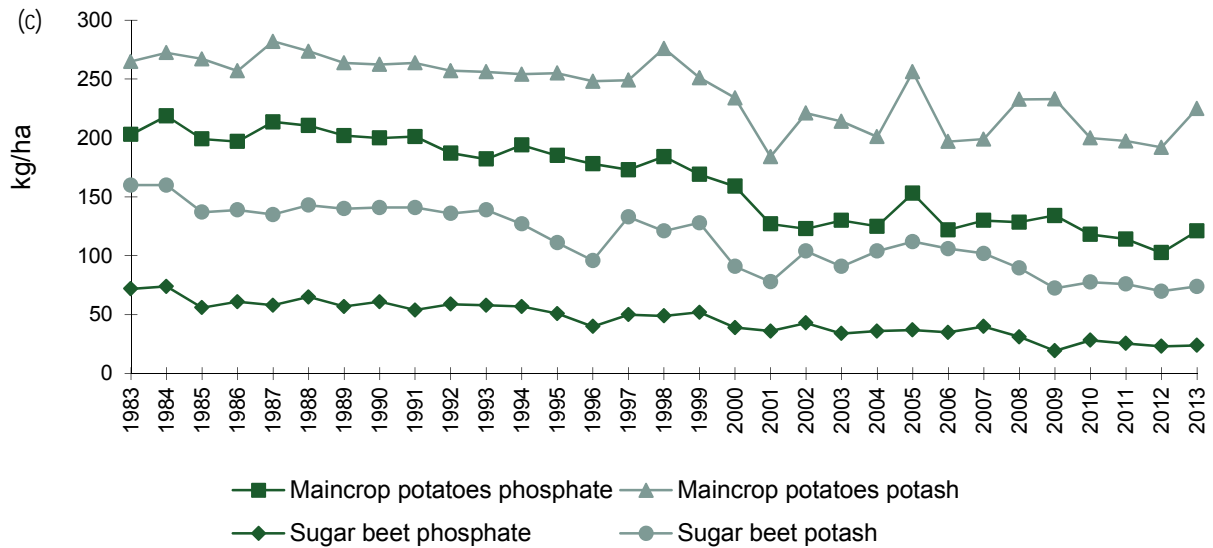 (c)
300
250
200
150
100
50
0
kg/ha
1983 1984 1985 1986 1987 1988 1989 1990 1991 1992 1993 1994 1995 1996 1997 1998 1999 2000 2001 2002 2003 2004 2005 2006 2007 2008 2009 2010 2011 2012 2013
Maincrop potatoes phosphate Maincrop potatoes potash
Sugar beet phosphate Sugar beet potash